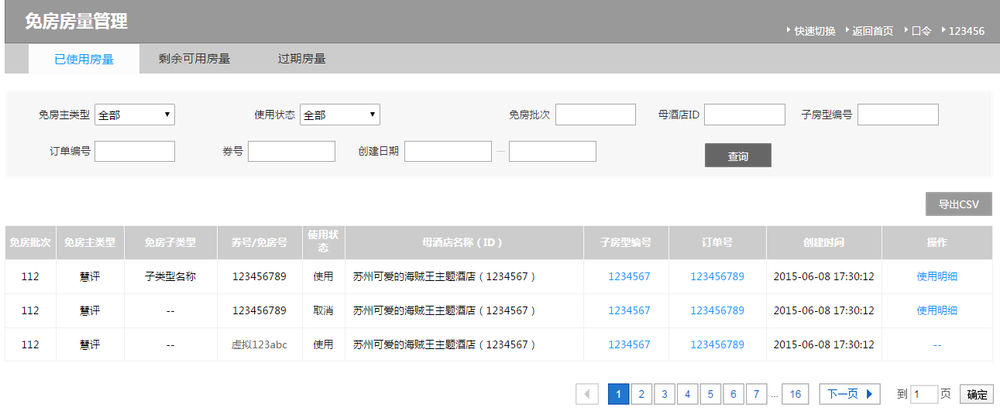 免房房量管理
快速切换 返回首页 口令 123456
已使用房量 剩余可用房量 过期房量
免房主类型 全部 使用状态 全部 免房批次 母酒店ID 子房型编号
订单编号 券号 创建日期 — 查询
导出CSV
免房批次 免房主类型 免房子类型 券号/免房号 使用状态 母酒店名称（ID） 子房型编号 订单号 创建时间 操作
112 慧评 子类型名称 123456789 使用 苏州可爱的海贼王主题酒店（1234567） 1234567 123456789 2015-06-08 17:30:12 使用明细
112 慧评 -- 123456789 取消 苏州可爱的海贼王主题酒店（1234567） 1234567 123456789 2015-06-08 17:30:12 使用明细
112 慧评 -- 虚拟123abc 使用 苏州可爱的海贼王主题酒店（1234567） 1234567 123456789 2015-06-08 17:30:12 --
1 2 3 4 5 6 7 ... 16 下一页 到 1 页 确定